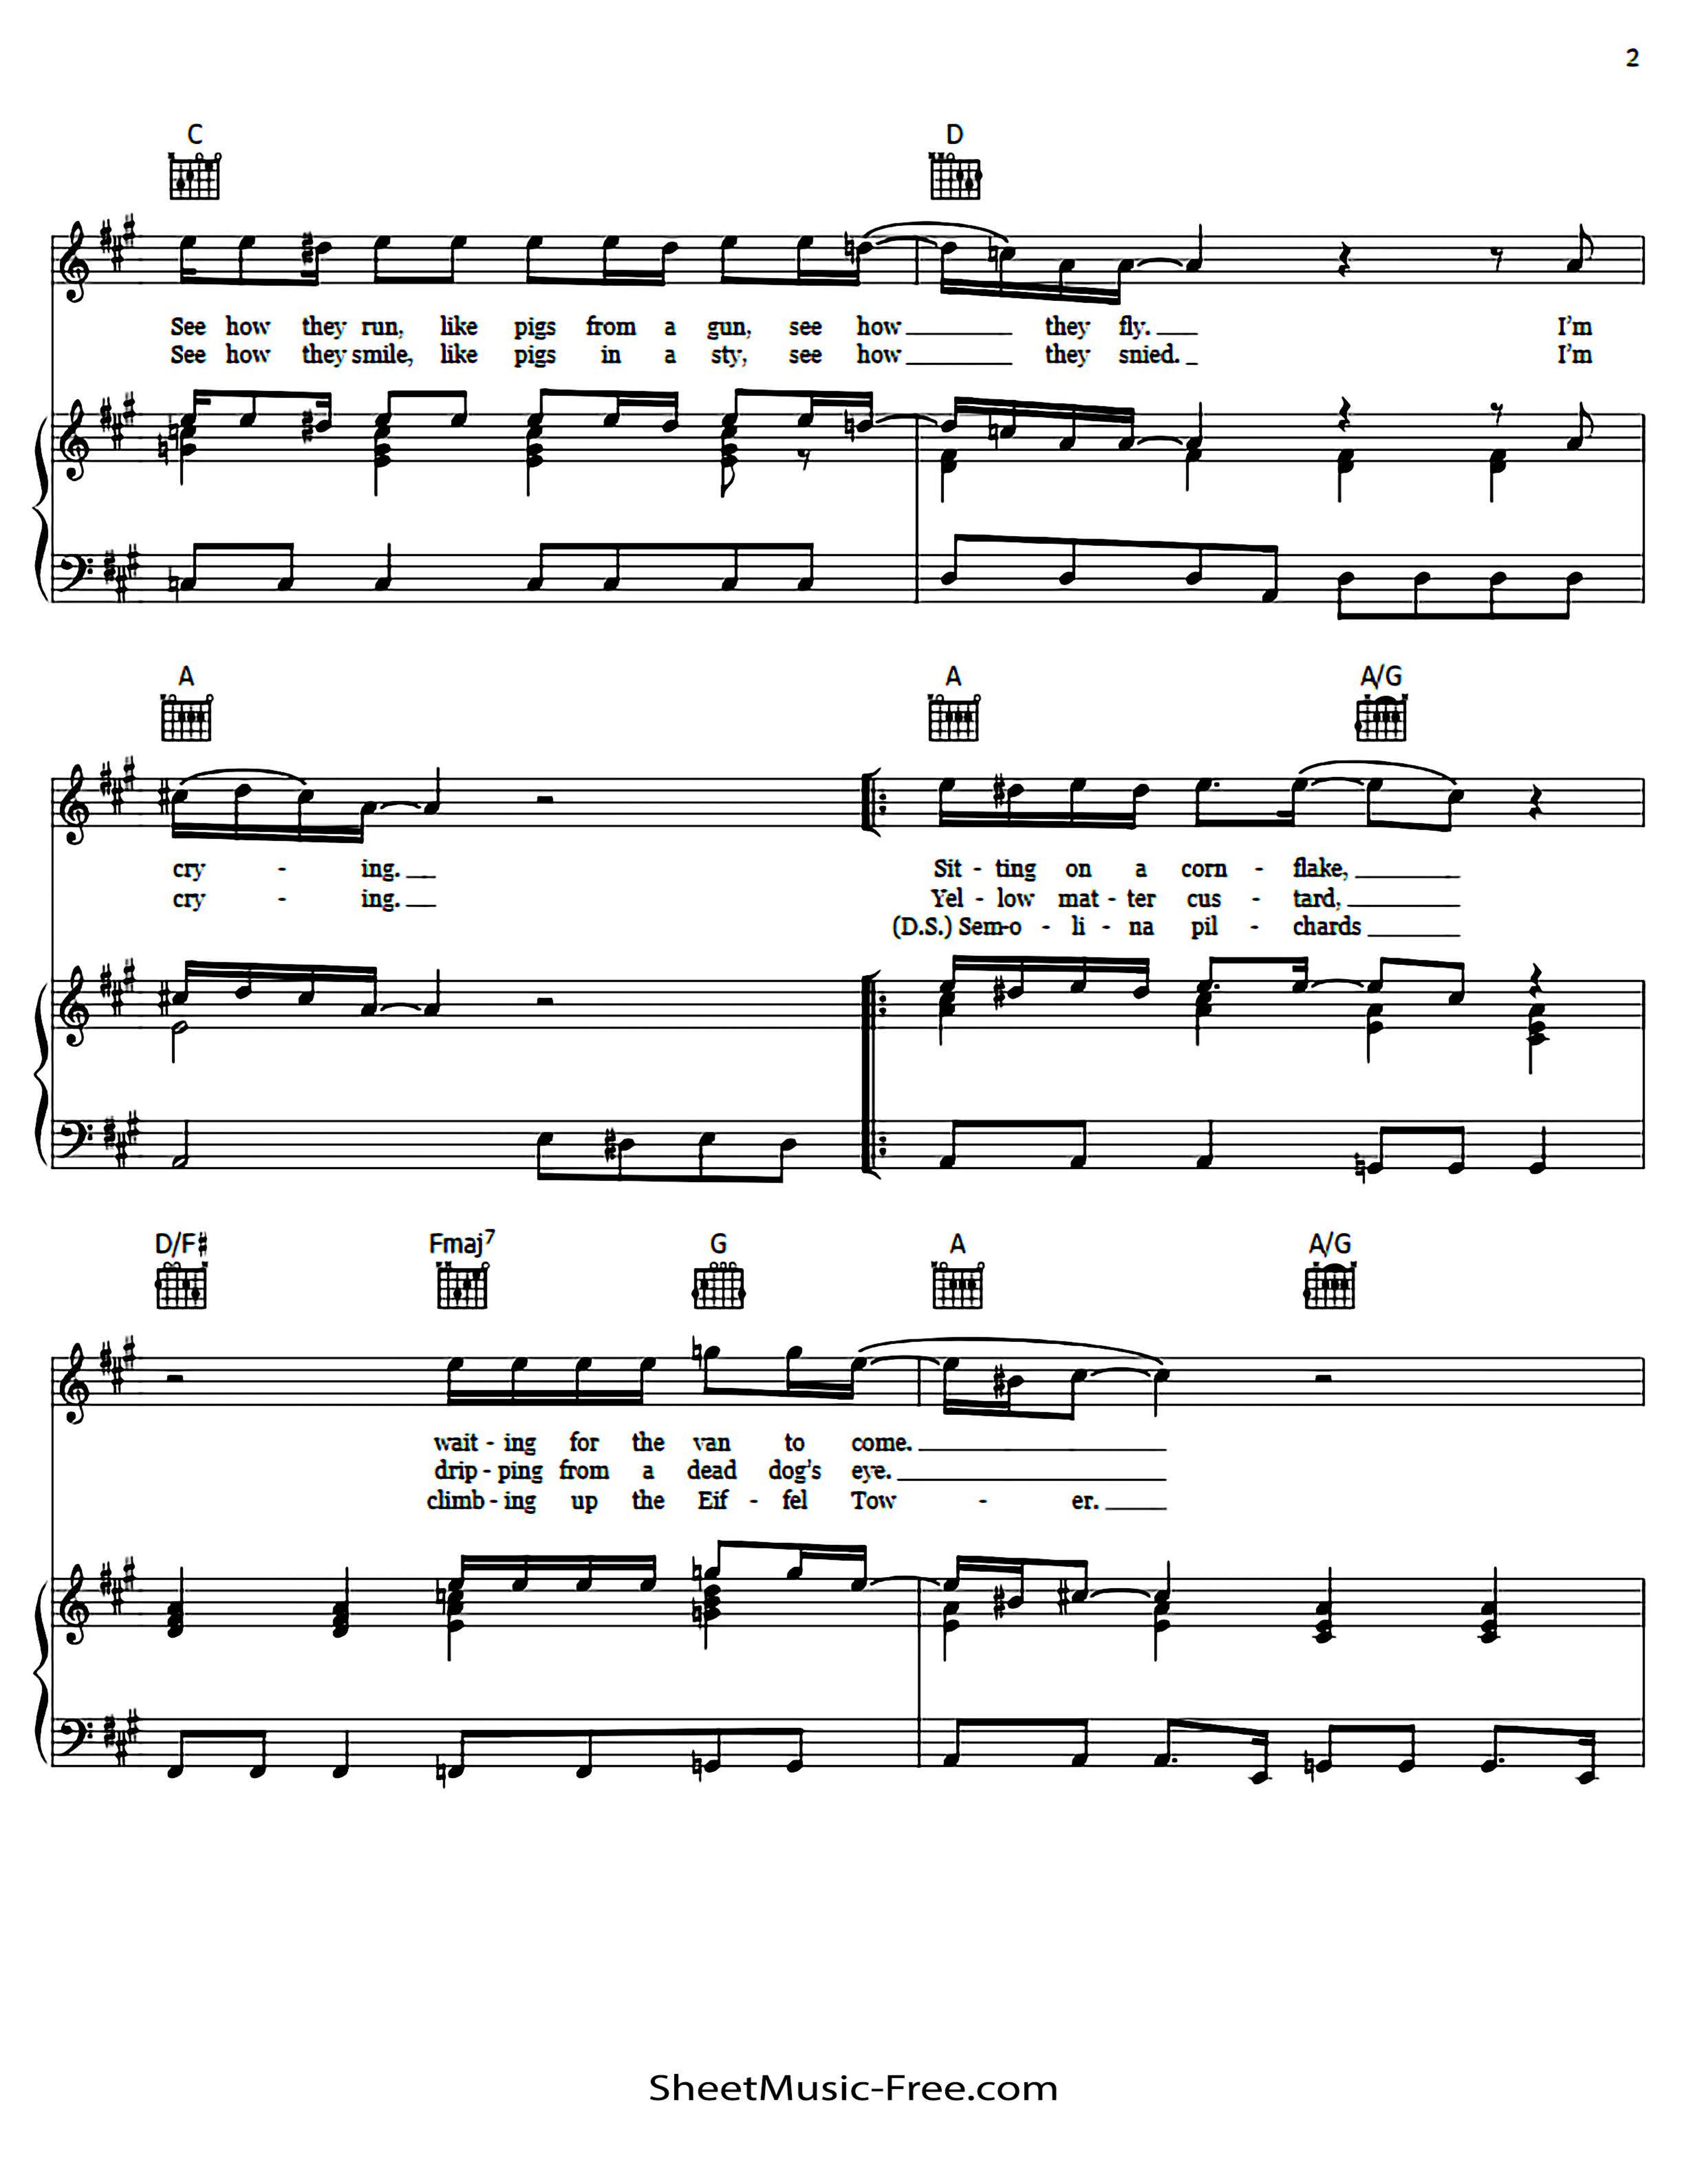 2
C D
See how they run, like pigs from a gun, see how they fly. I'm
See how they smile, like pigs in a sty, see how they snied. I'm
A A A/G
cry - ing. Sit - ting on a corn - flake,
cry - ing. Yel - low mat - ter cus - tard,
(D.S.) Sem-o - li - na pil - chards
D/F♯ Fmaj7 G A A/G
wait - ing for the van to come.
drip - ping from a dead dog's eye.
climb - ing up the Eif - fel Tow - er.
SheetMusic-Free.com